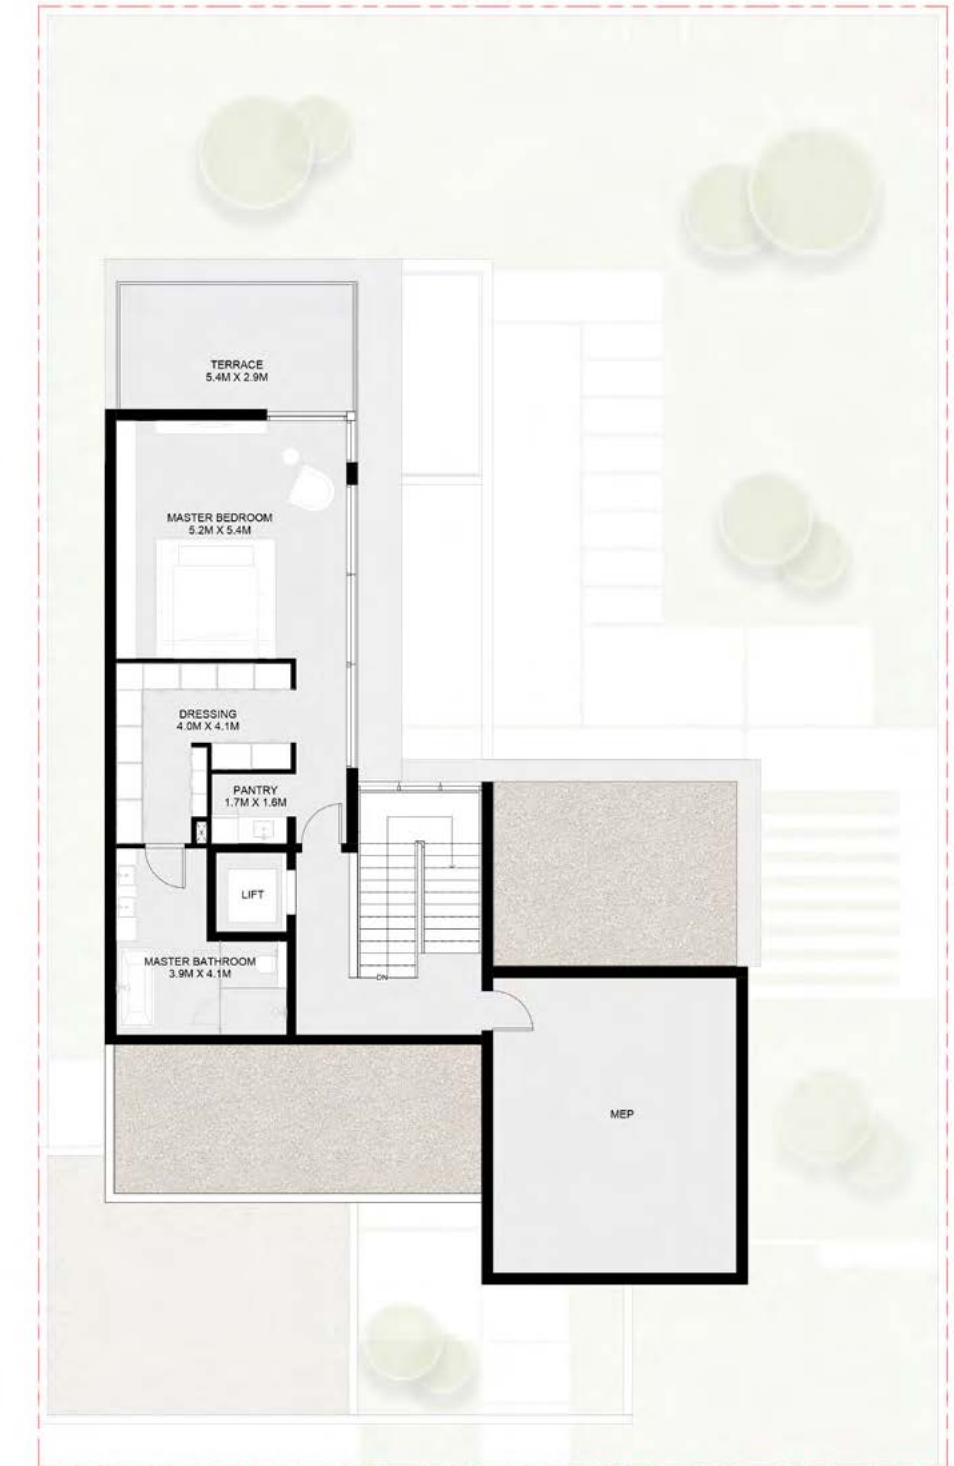 TERRACE
5.4M X 2.9M
MASTER BEDROOM
5.2M X 5.4M
DRESSING
4.0M X 4.1M
PANTRY
1.7M X 1.6M
LIFT
MASTER BATHROOM
3.9M X 4.1M
DN
MEP